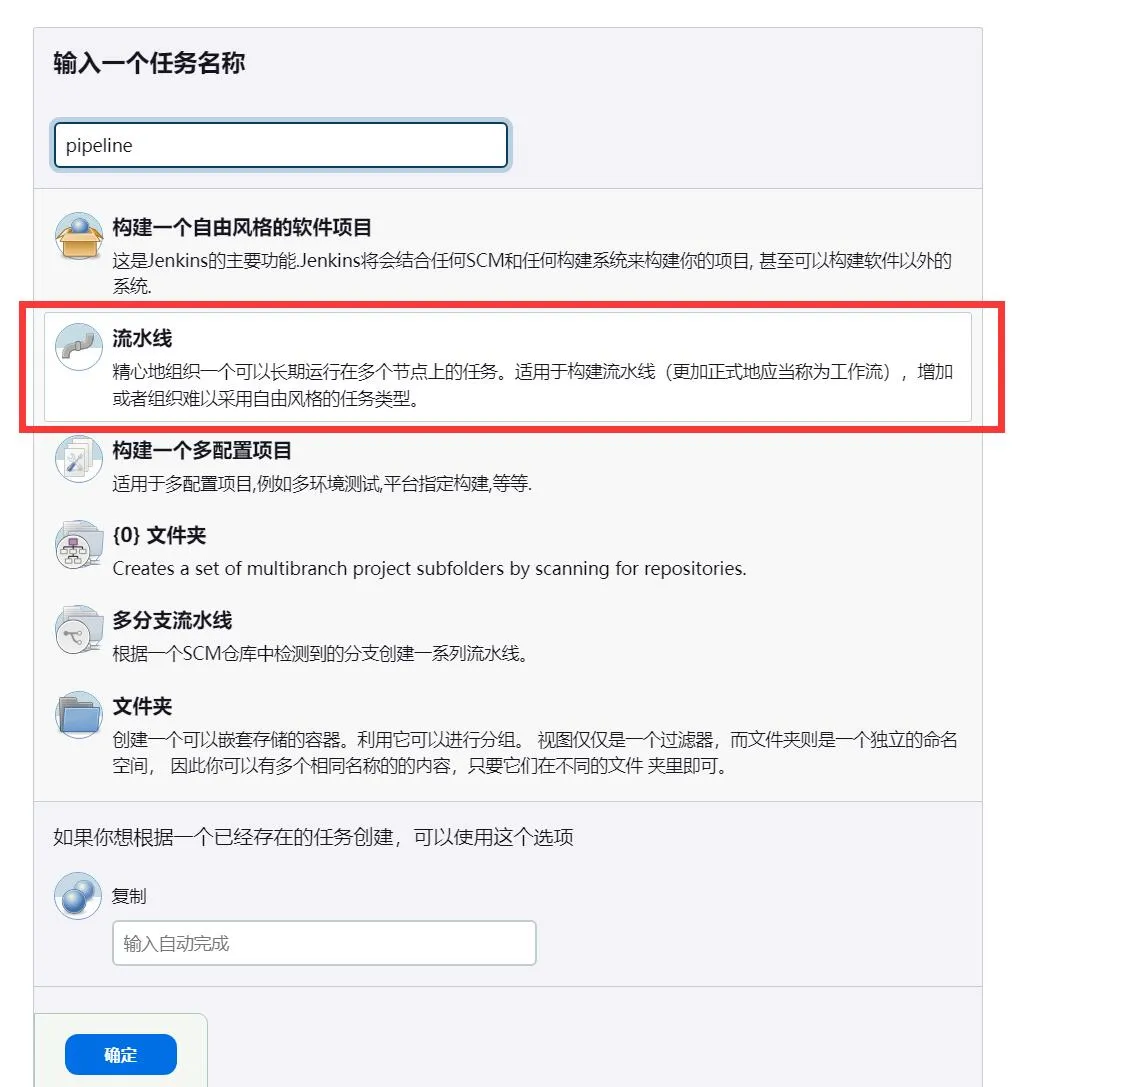 输入一个任务名称
pipeline
构建一个自由风格的软件项目
这是Jenkins的主要功能.Jenkins将会结合任何SCM和任何构建系统来构建你的项目, 甚至可以构建软件以外的
系统.
流水线
精心地组织一个可以长期运行在多个节点上的任务。适用于构建流水线（更加正式地应当称为工作流），增加
或者组织难以采用自由风格的任务类型。
构建一个多配置项目
适用于多配置项目,例如多环境测试,平台指定构建,等等.
{0} 文件夹
Creates a set of multibranch project subfolders by scanning for repositories.
多分支流水线
根据一个SCM仓库中检测到的分支创建一系列流水线。
文件夹
创建一个可以嵌套存储的容器。利用它可以进行分组。 视图仅仅是一个过滤器，而文件夹则是一个独立的命名
空间， 因此你可以有多个相同名称的的内容，只要它们在不同的文件 夹里即可。
如果你想根据一个已经存在的任务创建，可以使用这个选项
复制
输入自动完成
确定